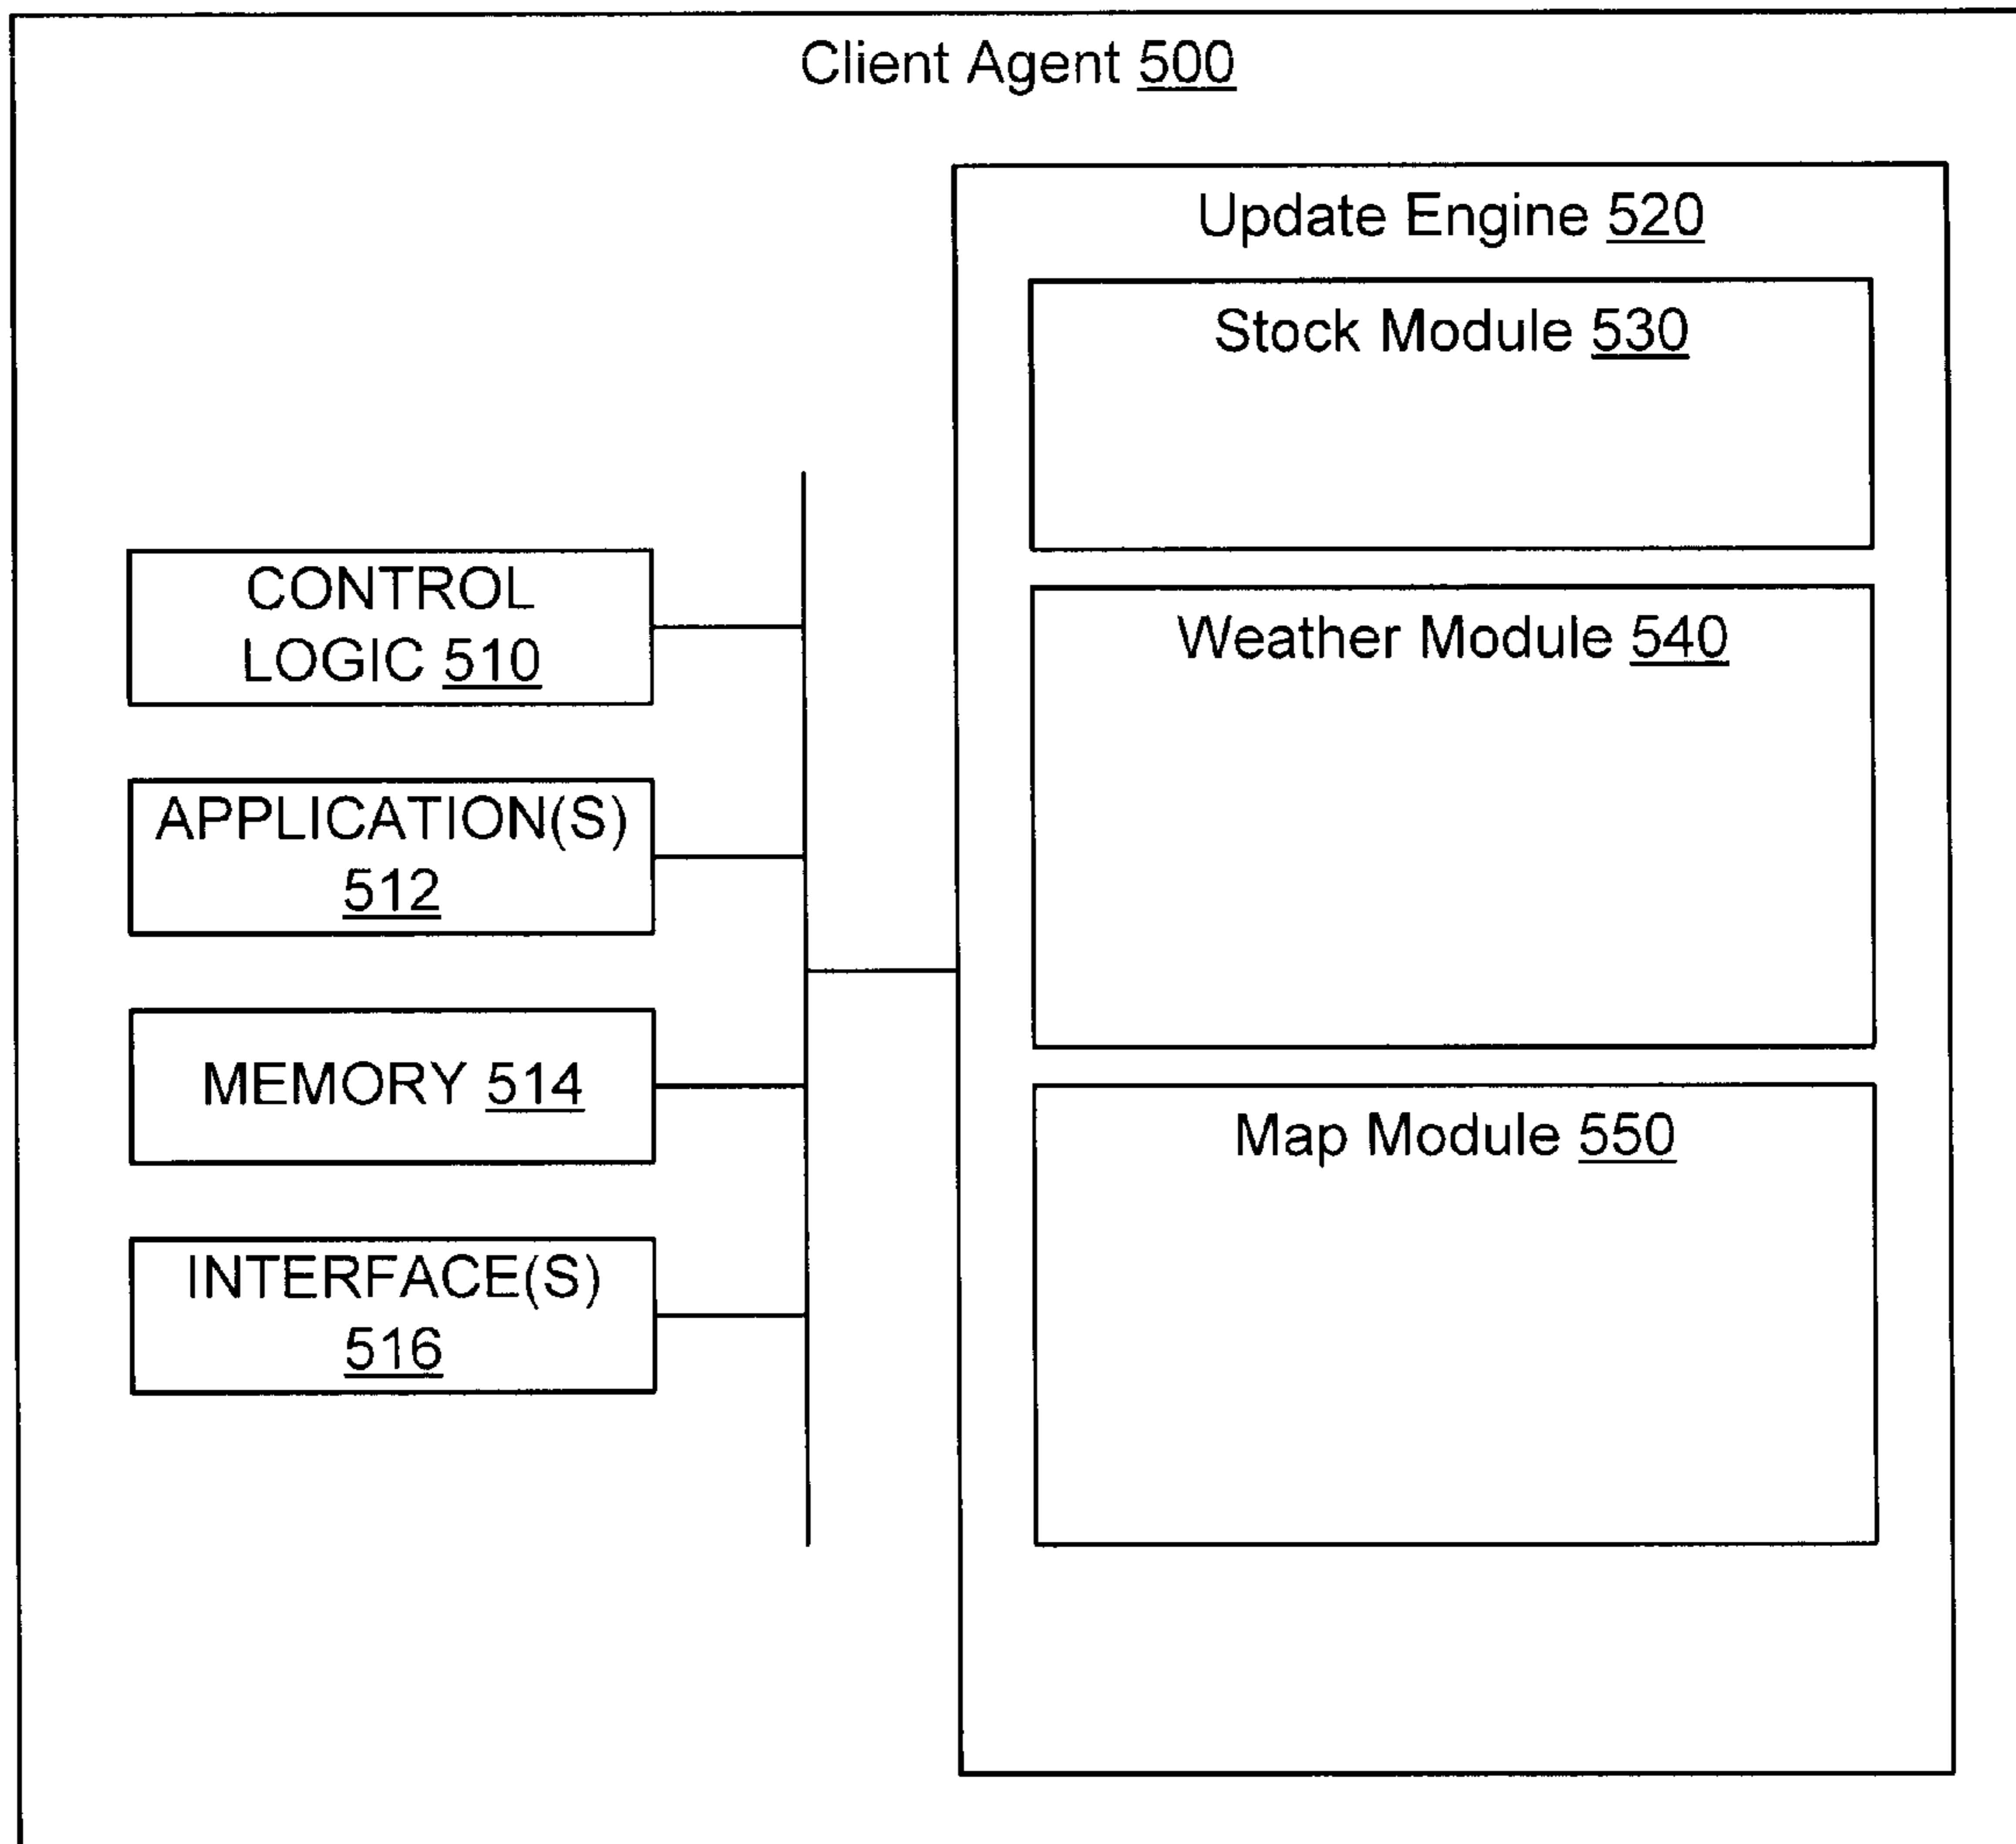 Client Agent 500
Update Engine 520
Stock Module 530
Weather Module 540
Map Module 550
CONTROL
LOGIC 510
APPLICATION(S)
512
MEMORY 514
INTERFACE(S)
516